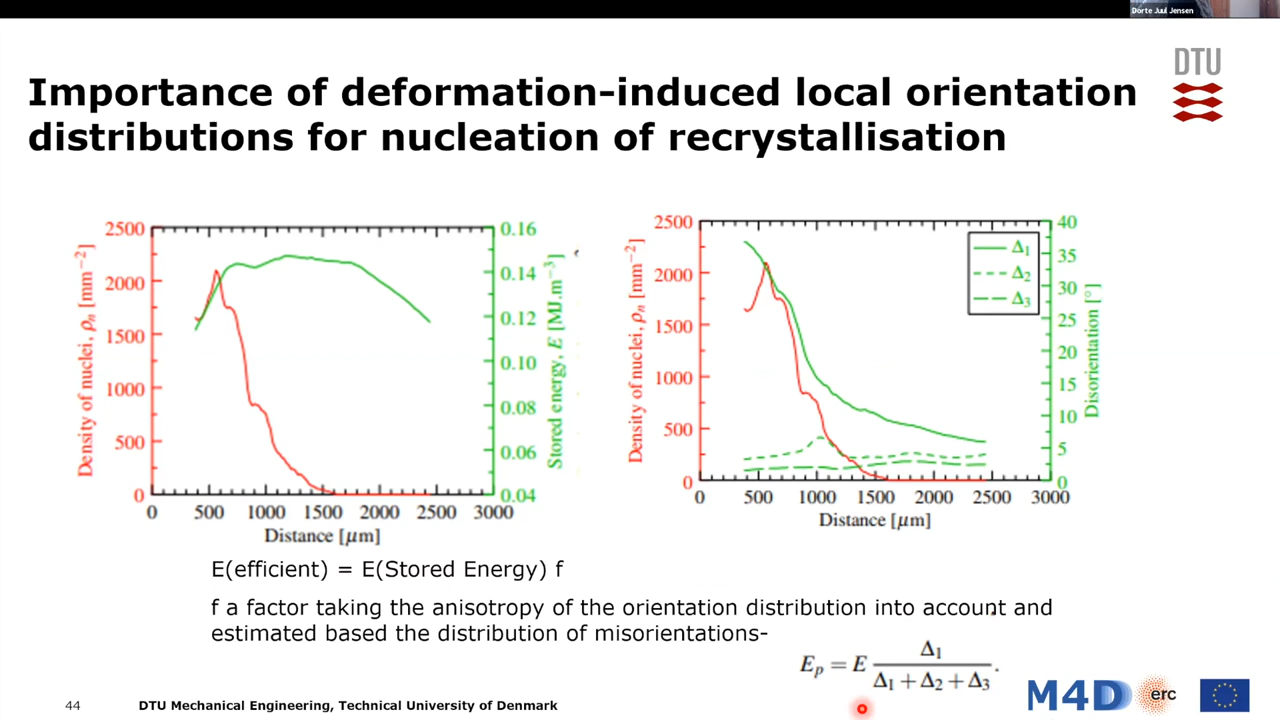 Dorte Juul Jensen
DTU
Importance of deformation-induced local orientation
distributions for nucleation of recrystallisation
2500
2000
1500
1000
500
0
Density of nuclei, ρn [mm−2]
0.16
0.14
0.12
0.10
0.08
0.06
0.04
Stored energy, E [MJ.m−3]
0 500 1000 1500 2000 2500 3000
Distance [μm]
2500
2000
1500
1000
500
0
Density of nuclei, ρn [mm−2]
Δ1
Δ2
Δ3
40
35
30
25
20
15
10
5
0
Disorientation [°]
0 500 1000 1500 2000 2500 3000
Distance [μm]
E(efficient) = E(Stored Energy) f
f a factor taking the anisotropy of the orientation distribution into account and
estimated based the distribution of misorientations-
Ep = E Δ1 / (Δ1 + Δ2 + Δ3).
44 DTU Mechanical Engineering, Technical University of Denmark
M4D erc